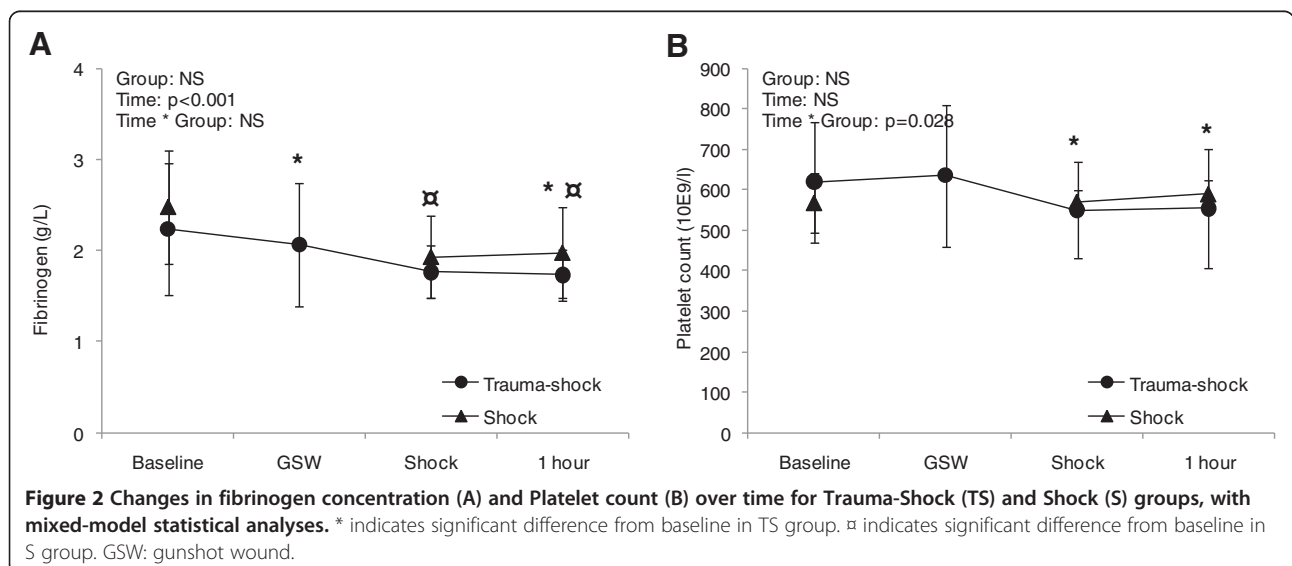 A
Group: NS
Time: p<0.001
Time * Group: NS
4
3
2
1
0
Fibrinogen (g/L)
*
¤
* ¤
Trauma-shock
Shock
Baseline GSW Shock 1 hour
B
Group: NS
Time: NS
Time * Group: p=0.028
900
800
700
600
500
400
300
200
100
0
Platelet count (10E9/l)
*
*
Trauma-shock
Shock
Baseline GSW Shock 1 hour
Figure 2 Changes in fibrinogen concentration (A) and Platelet count (B) over time for Trauma-Shock (TS) and Shock (S) groups, with
mixed-model statistical analyses. * indicates significant difference from baseline in TS group. ¤ indicates significant difference from baseline in
S group. GSW: gunshot wound.